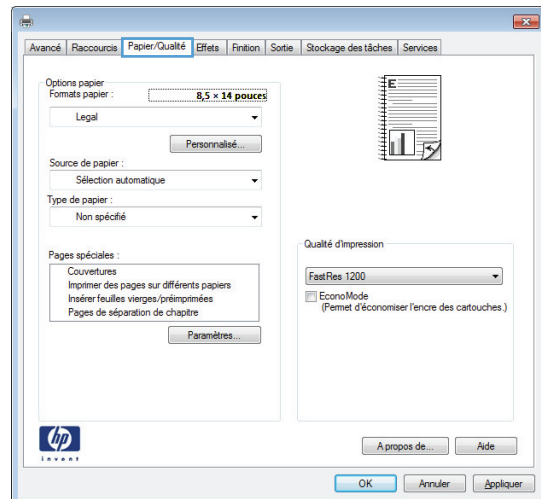 Avancé Raccourcis Papier/Qualité Effets Finition Sortie Stockage des tâches Services
Options papier
Formats papier : 8,5 × 14 pouces
Legal
Personnalisé...
Source de papier :
Sélection automatique
Type de papier :
Non spécifié
Pages spéciales :
Couvertures
Imprimer des pages sur différents papiers
Insérer feuilles vierges/préimprimées
Pages de séparation de chapitre
Paramètres...
E
Qualité d'impression
FastRes 1200
EconoMode
(Permet d'économiser l'encre des cartouches.)
hp
invent
A propos de... Aide
OK Annuler Appliquer